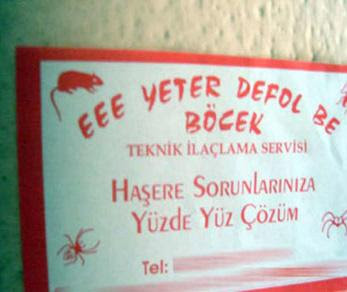 EEE YETER DEFOL BE
BÖCEK
TEKNİK İLAÇLAMA SERVİSİ
HAŞERE SORUNLARINIZA
YÜZDE YÜZ ÇÖZÜM
Tel: